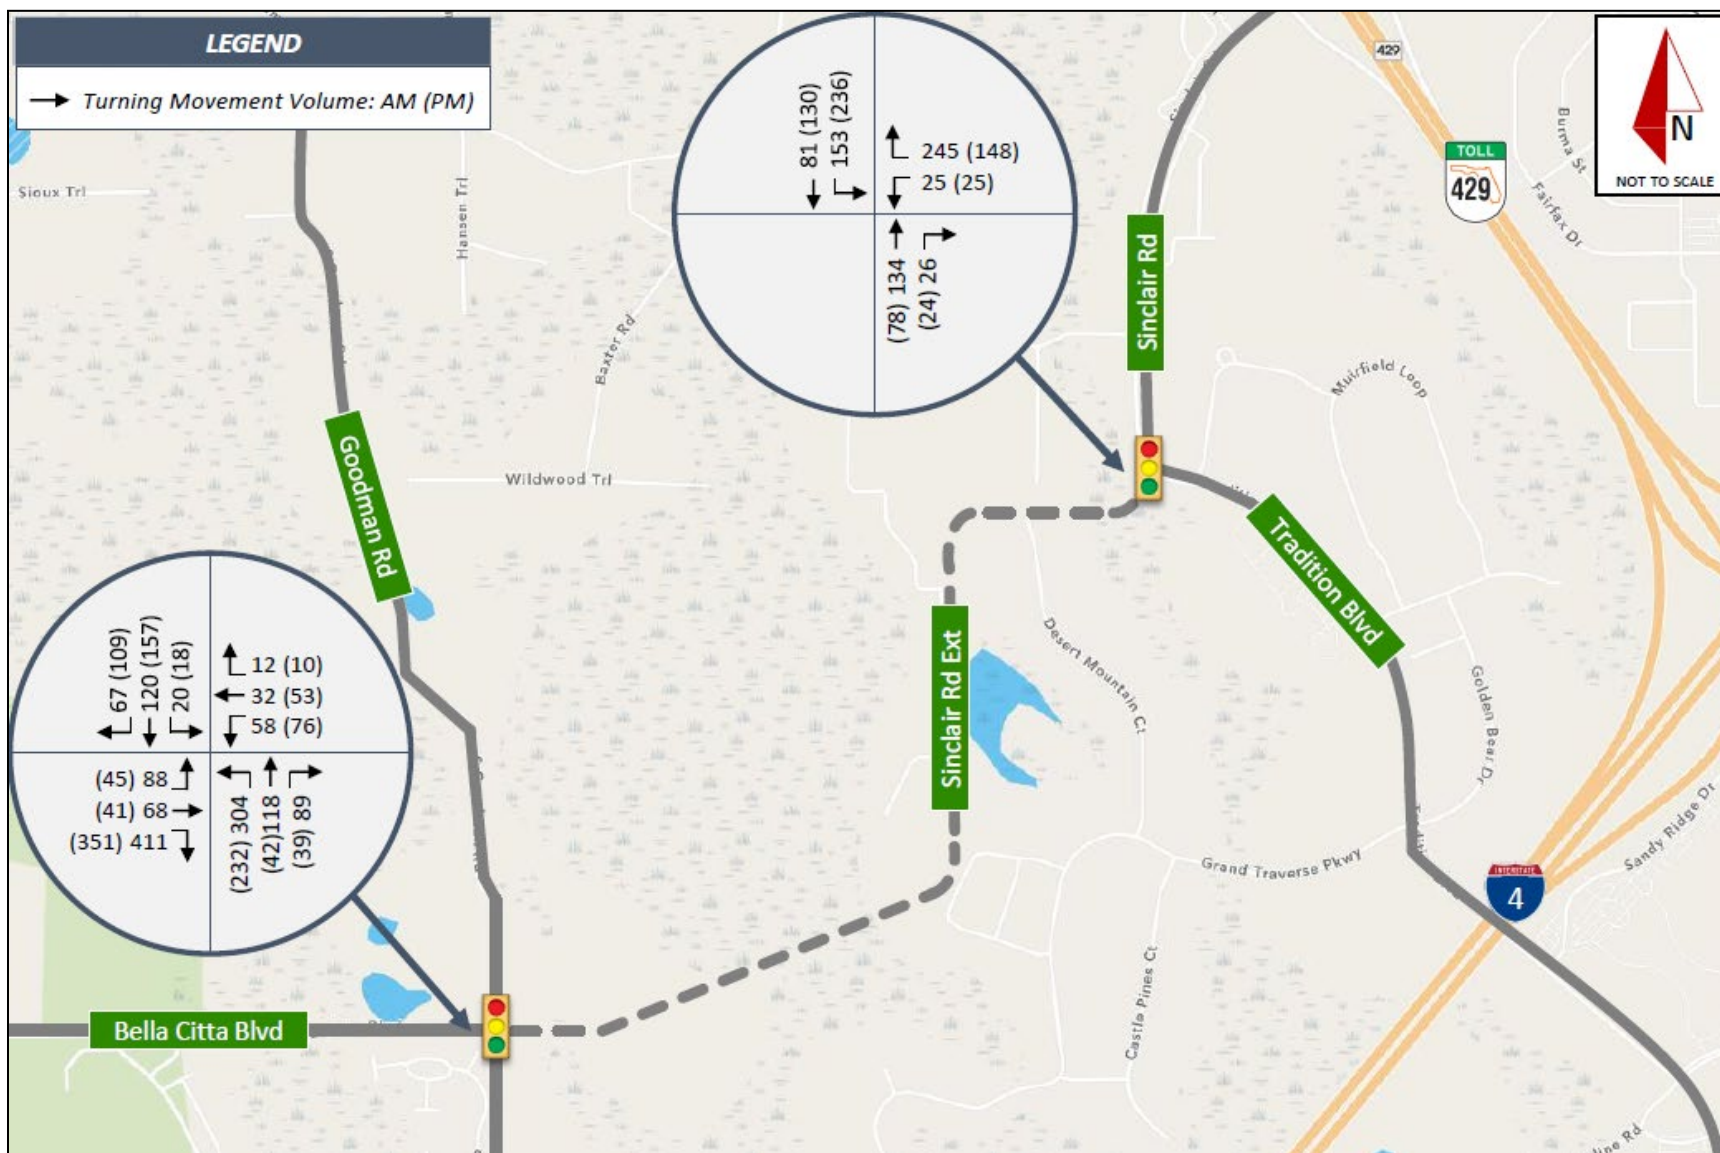 LEGEND
Turning Movement Volume: AM (PM)
81 (130)
153 (236)
245 (148)
25 (25)
(78) 134
(24) 26
429
TOLL
429
N
NOT TO SCALE
Burma St
Fairfax Dr
Sioux Trl
Hansen Trl
Baxter Rd
Wildwood Trl
Sinclair Rd
Muirfield Loop
Goodman Rd
Tradition Blvd
Sinclair Rd Ext
Desert Mountain Ct
Golden Bear Dr
Sandy Ridge Dr
Grand Traverse Pkwy
INTERSTATE
4
Castle Pines Ct
67 (109)
120 (157)
20 (18)
12 (10)
32 (53)
58 (76)
(45) 88
(41) 68
(351) 411
(232) 304
(42)118
(39) 89
Bella Citta Blvd